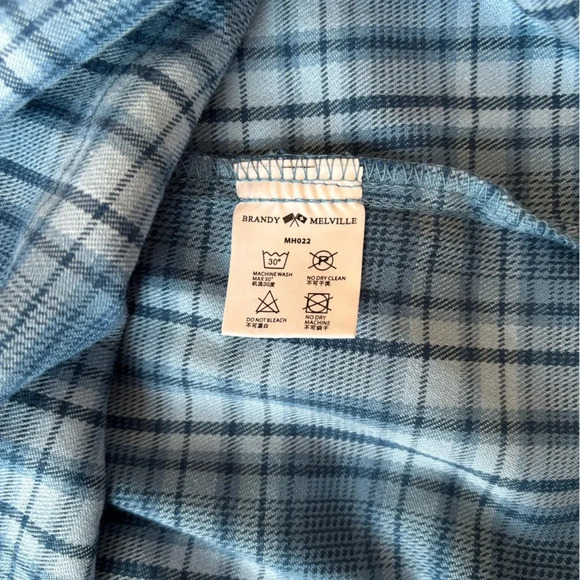 BRANDY MELVILLE
MH022
30°
R
MACHINE WASH
MAX 30°
机洗30度
NO DRY CLEAN
不可干洗
DO NOT BLEACH
不可漂白
NO DRY
MACHINE
不可烘干